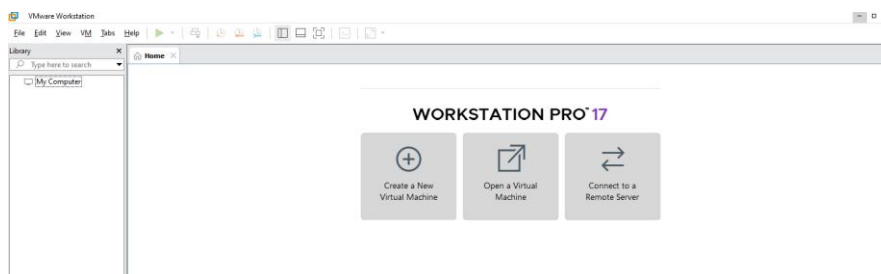 VMware Workstation
File Edit View VM Tabs Help
Library
Home
Type here to search
My Computer
WORKSTATION PRO™ 17
Create a New
Virtual Machine
Open a Virtual
Machine
Connect to a
Remote Server